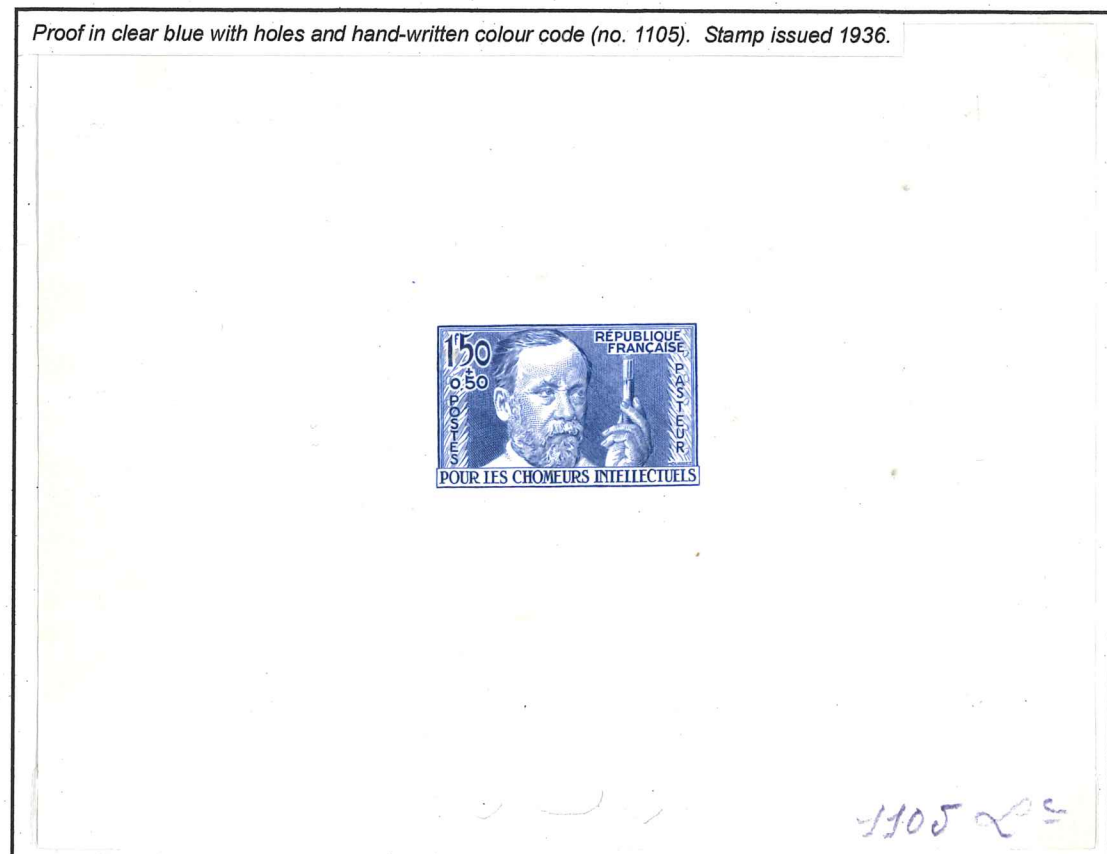 Proof in clear blue with holes and hand-written colour code (no. 1105). Stamp issued 1936.
1F50
+
0,50
RÉPUBLIQUE
FRANÇAISE
POSTES
PASTEUR
POUR LES CHOMEURS INTELLECTUELS
1105 Lc